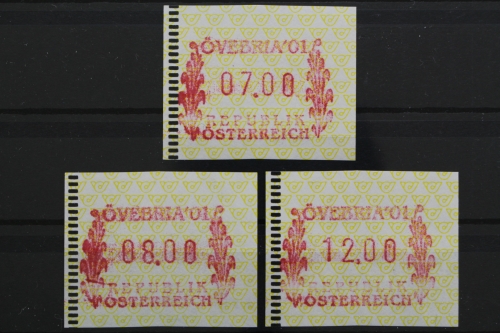 ÖVEBRIA'01
07.00
REPUBLIK
ÖSTERREICH
ÖVEBRIA'01
08.00
REPUBLIK
ÖSTERREICH
ÖVEBRIA'01
12.00
REPUBLIK
ÖSTERREICH